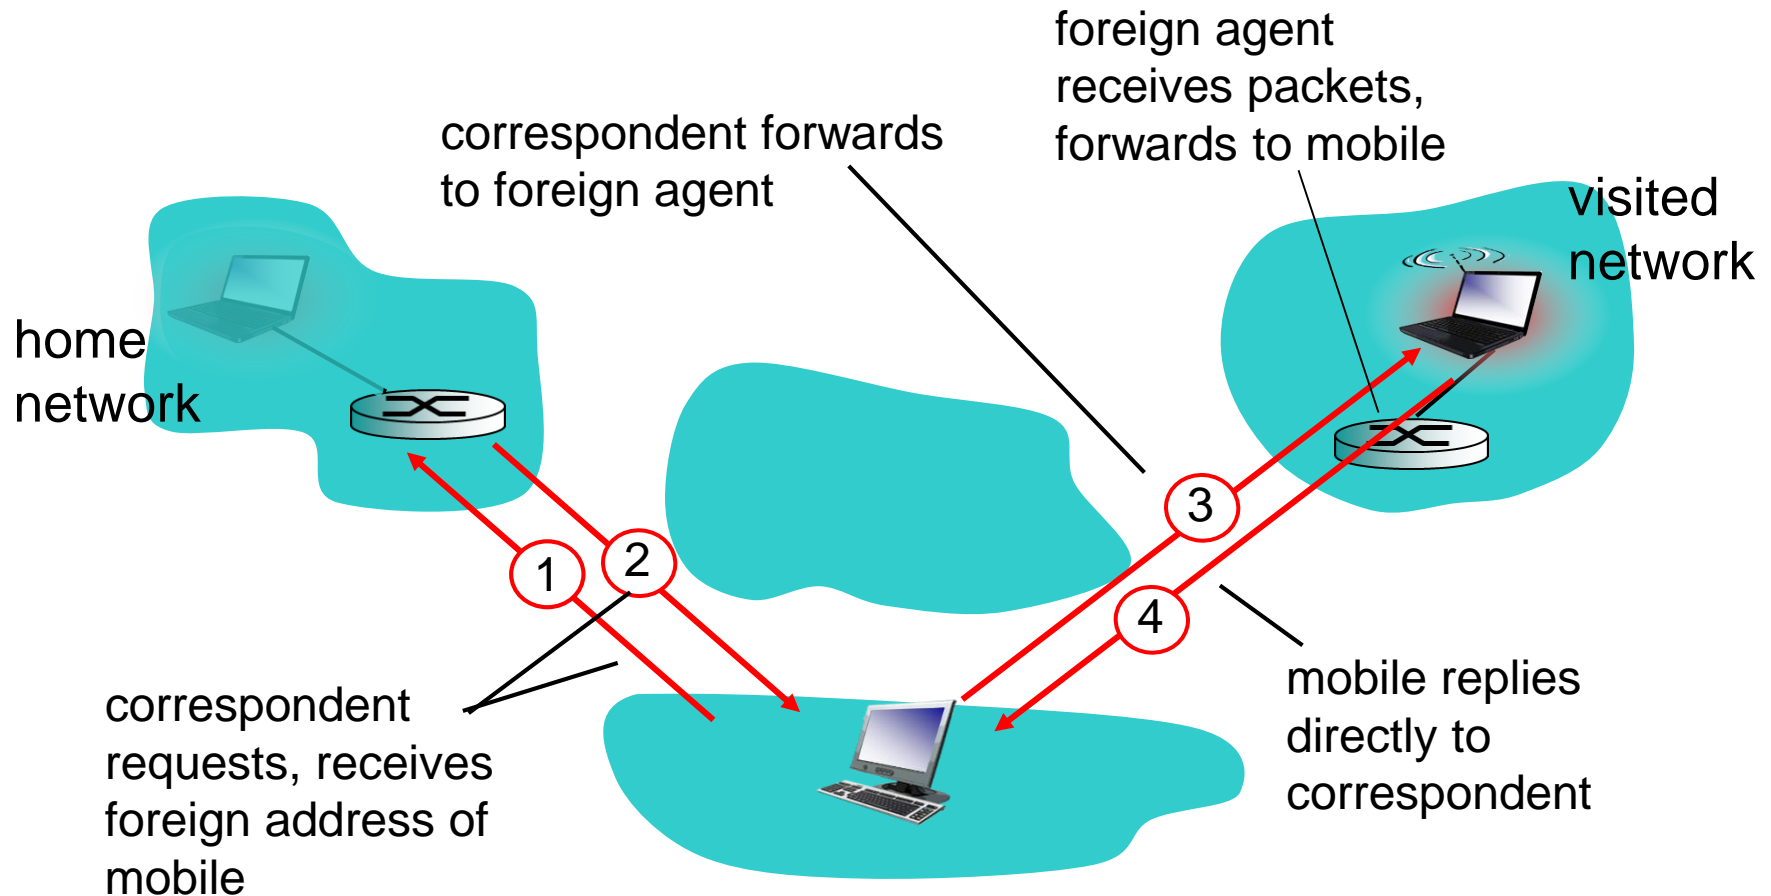 foreign agent
receives packets,
forwards to mobile
correspondent forwards
to foreign agent
visited
network
home
network
3
2
1
4
correspondent
requests, receives
foreign address of
mobile
mobile replies
directly to
correspondent